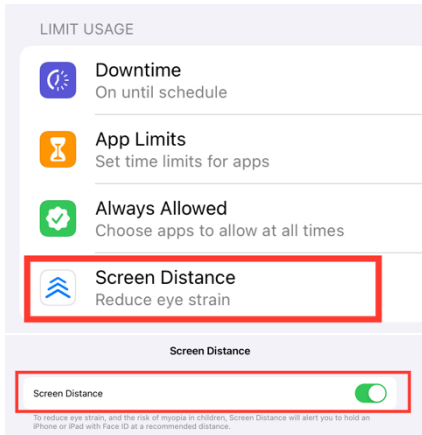 LIMIT USAGE
Downtime
On until schedule
App Limits
Set time limits for apps
Always Allowed
Choose apps to allow at all times
Screen Distance
Reduce eye strain
Screen Distance
Screen Distance
To reduce eye strain, and the risk of myopia in children, Screen Distance will alert you to hold an
iPhone or iPad with Face ID at a recommended distance.